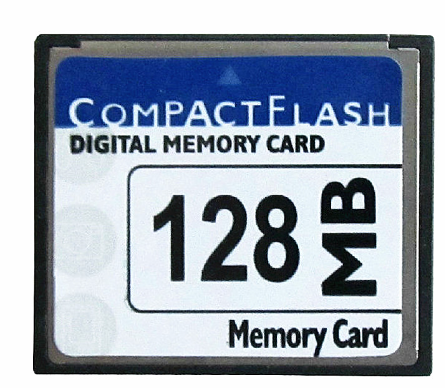 COMPACTFLASH
DIGITAL MEMORY CARD
128 MB
Memory Card